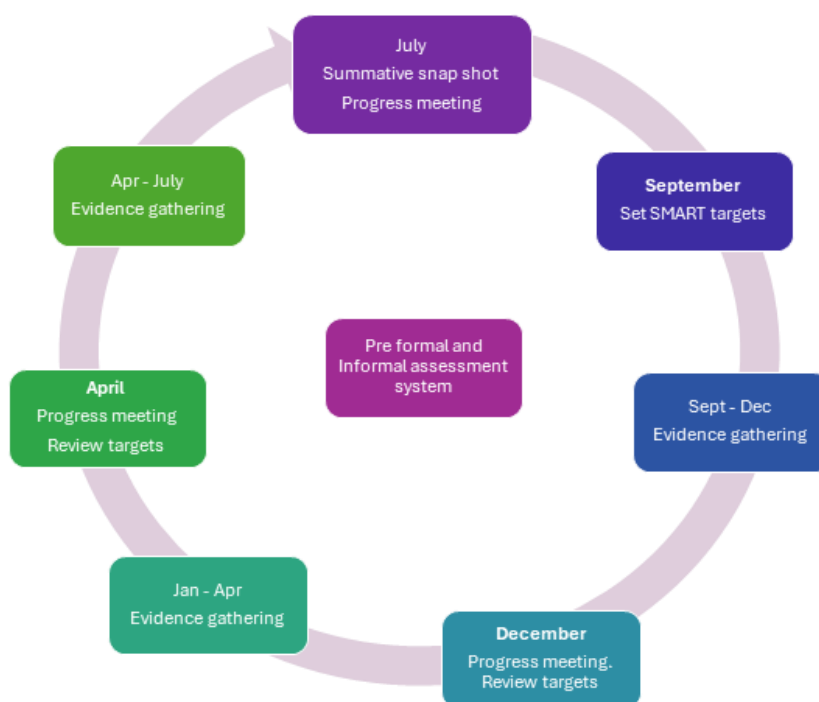 July
Summative snap shot
Progress meeting
September
Set SMART targets
Sept - Dec
Evidence gathering
December
Progress meeting.
Review targets
Jan - Apr
Evidence gathering
April
Progress meeting
Review targets
Apr - July
Evidence gathering
Pre formal and
Informal assessment
system